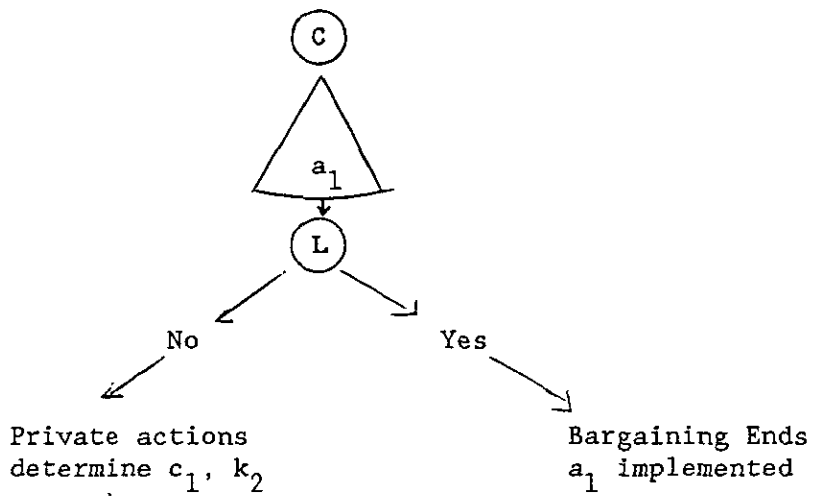 C
a₁
L
No
Yes
Private actions
determine c₁, k₂
Bargaining Ends
a₁ implemented